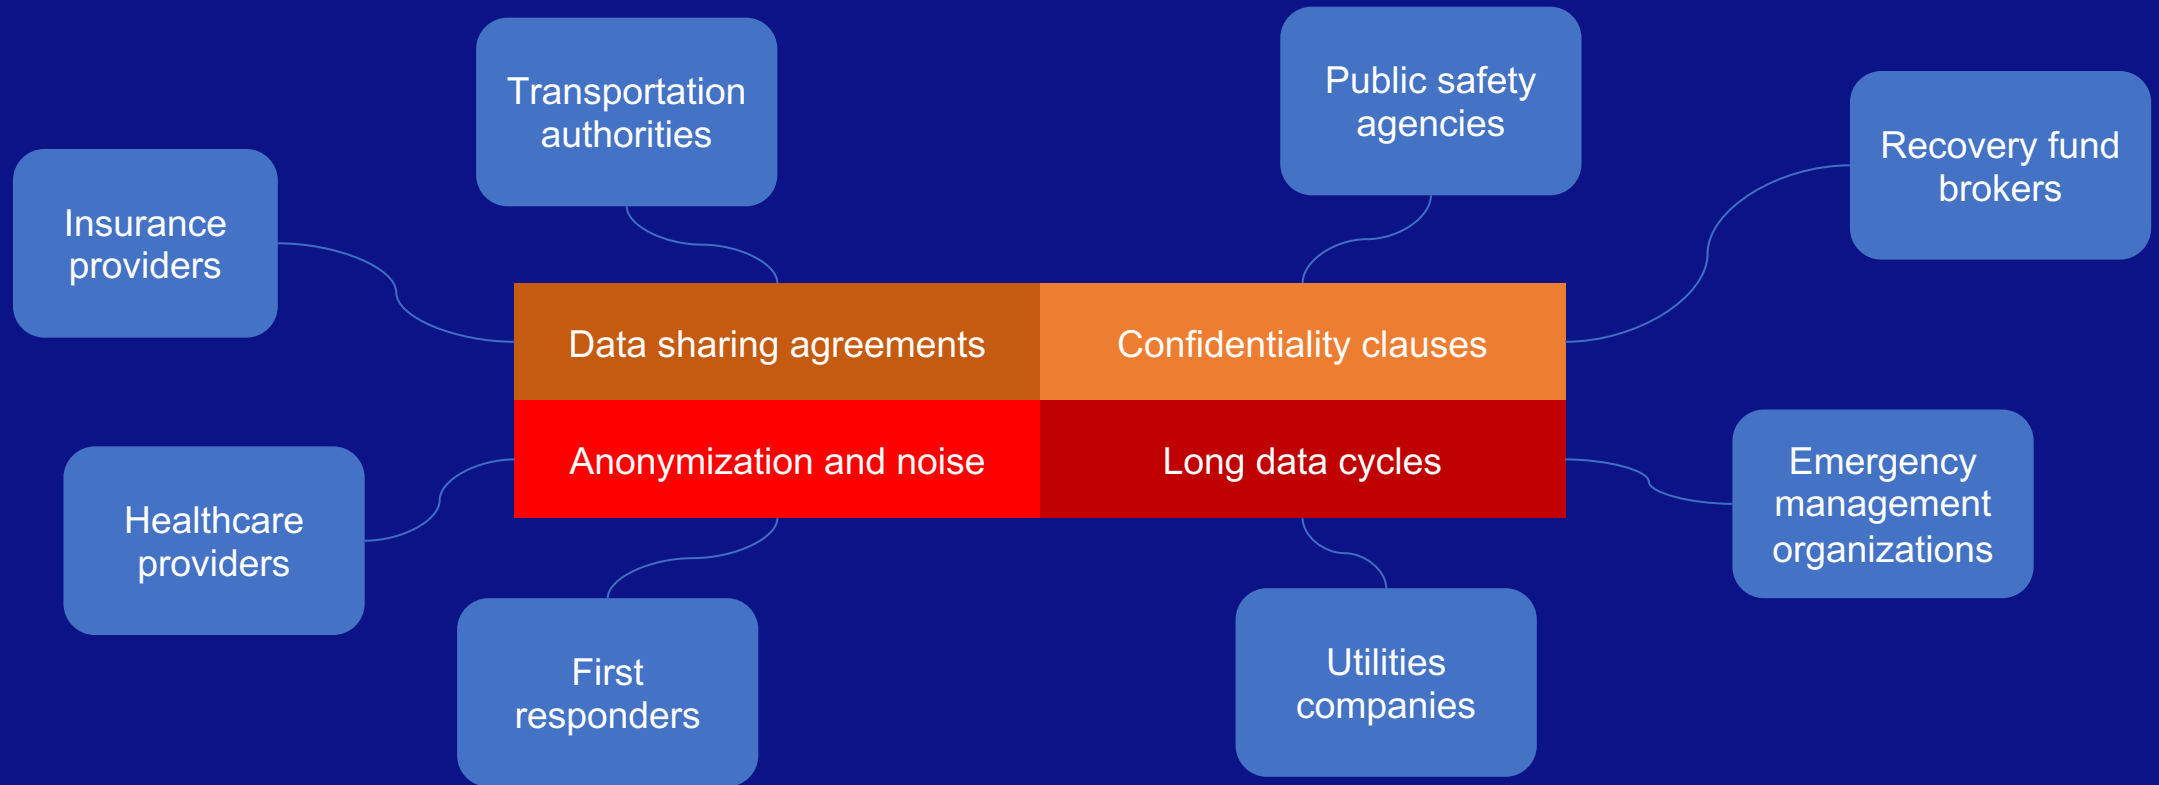 Transportation
authorities
Public safety
agencies
Recovery fund
brokers
Insurance
providers
Data sharing agreements
Confidentiality clauses
Anonymization and noise
Long data cycles
Healthcare
providers
Emergency
management
organizations
First
responders
Utilities
companies